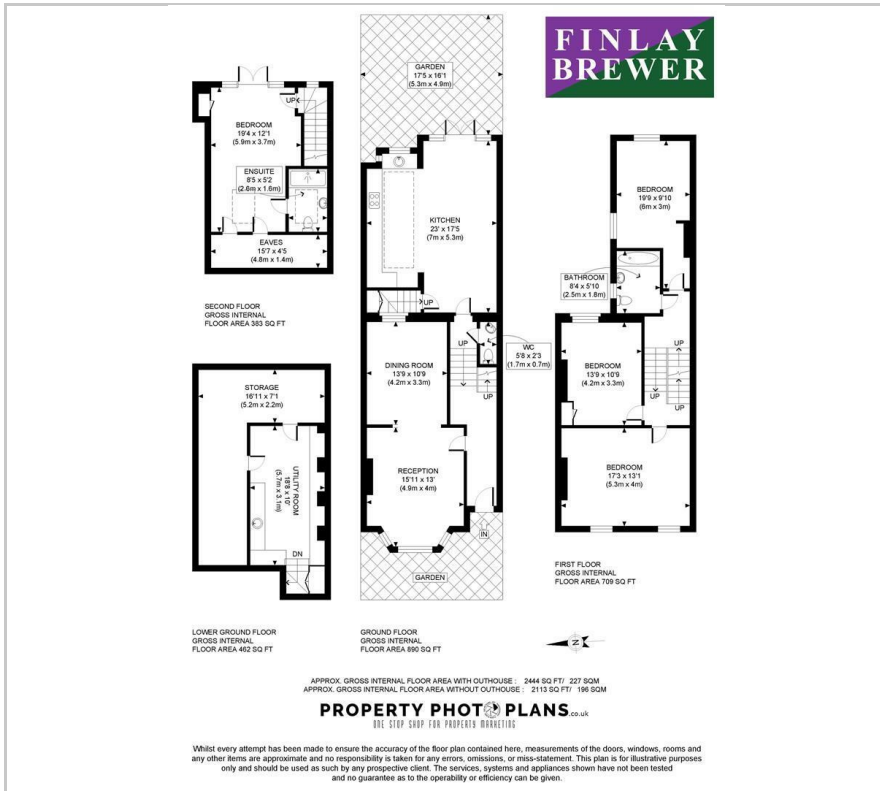 FINLAY
BREWER
GARDEN
17'5 x 16'1
(5.3m x 4.9m)
UP
BEDROOM
19'4 x 12'1
(5.9m x 3.7m)
ENSUITE
8'5 x 5'2
(2.6m x 1.6m)
EAVES
15'7 x 4'5
(4.8m x 1.4m)
SECOND FLOOR
GROSS INTERNAL
FLOOR AREA 383 SQ FT
KITCHEN
23' x 17'5
(7m x 5.3m)
UP
BEDROOM
19'9 x 9'10
(6m x 3m)
BATHROOM
8'4 x 5'10
(2.5m x 1.8m)
WC
5'8 x 2'3
(1.7m x 0.7m)
DINING ROOM
13'9 x 10'9
(4.2m x 3.3m)
UP
UP
BEDROOM
13'9 x 10'9
(4.2m x 3.3m)
UP
UP
UP
STORAGE
16'11 x 7'1
(5.2m x 2.2m)
UTILITY ROOM
18'8 x 10'
(5.7m x 3.1m)
DN
RECEPTION
15'11 x 13'
(4.9m x 4m)
IN
GARDEN
BEDROOM
17'3 x 13'1
(5.3m x 4m)
FIRST FLOOR
GROSS INTERNAL
FLOOR AREA 709 SQ FT
LOWER GROUND FLOOR
GROSS INTERNAL
FLOOR AREA 462 SQ FT
GROUND FLOOR
GROSS INTERNAL
FLOOR AREA 890 SQ FT
N
APPROX. GROSS INTERNAL FLOOR AREA WITH OUTHOUSE : 2444 SQ FT/ 227 SQM
APPROX. GROSS INTERNAL FLOOR AREA WITHOUT OUTHOUSE : 2113 SQ FT/ 196 SQM
PROPERTY PHOTO PLANS.co.uk
ONE STOP SHOP FOR PROPERTY MARKETING
Whilst every attempt has been made to ensure the accuracy of the floor plan contained here, measurements of the doors, windows, rooms and
any other items are approximate and no responsibility is taken for any errors, omissions, or miss-statement. This plan is for illustrative purposes
only and should be used as such by any prospective client. The services, systems and appliances shown have not been tested
and no guarantee as to the operability or efficiency can be given.